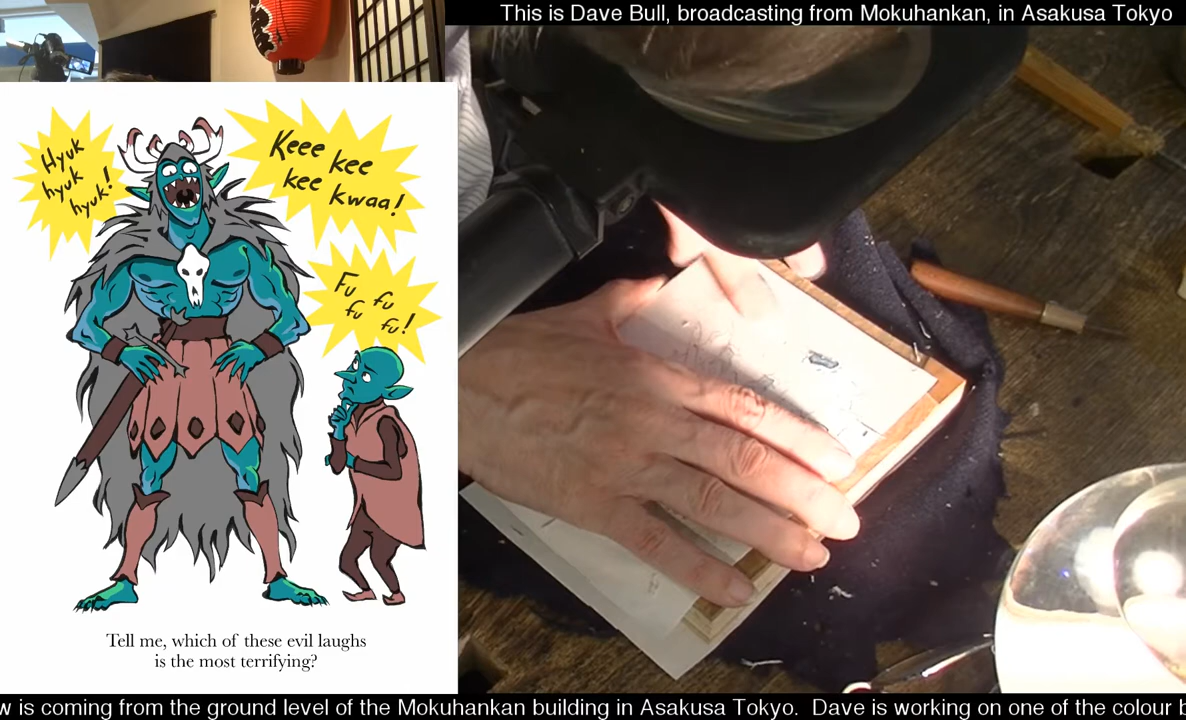 This is Dave Bull, broadcasting from Mokuhankan, in Asakusa Tokyo
Hyuk
hyuk
hyuk!
Keee kee
kee kwaa!
Fu fu
fu fu!
Tell me, which of these evil laughs
is the most terrifying?
w is coming from the ground level of the Mokuhankan building in Asakusa Tokyo. Dave is working on one of the colour b